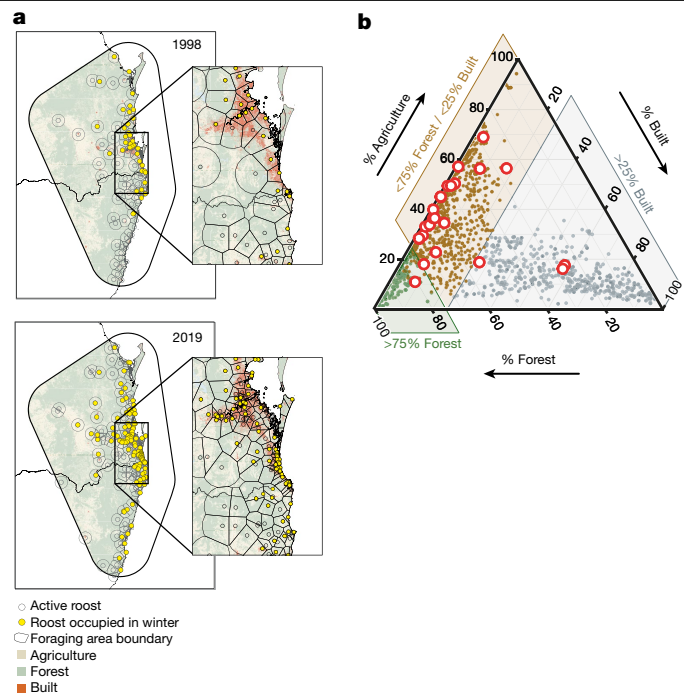 a
1998
2019
Active roost
Roost occupied in winter
Foraging area boundary
Agriculture
Forest
Built
b
% Agriculture
<75% Forest / <25% Built
% Built
>25% Built
100
80
60
40
20
20
40
60
80
100
100
80
60
40
20
>75% Forest
% Forest